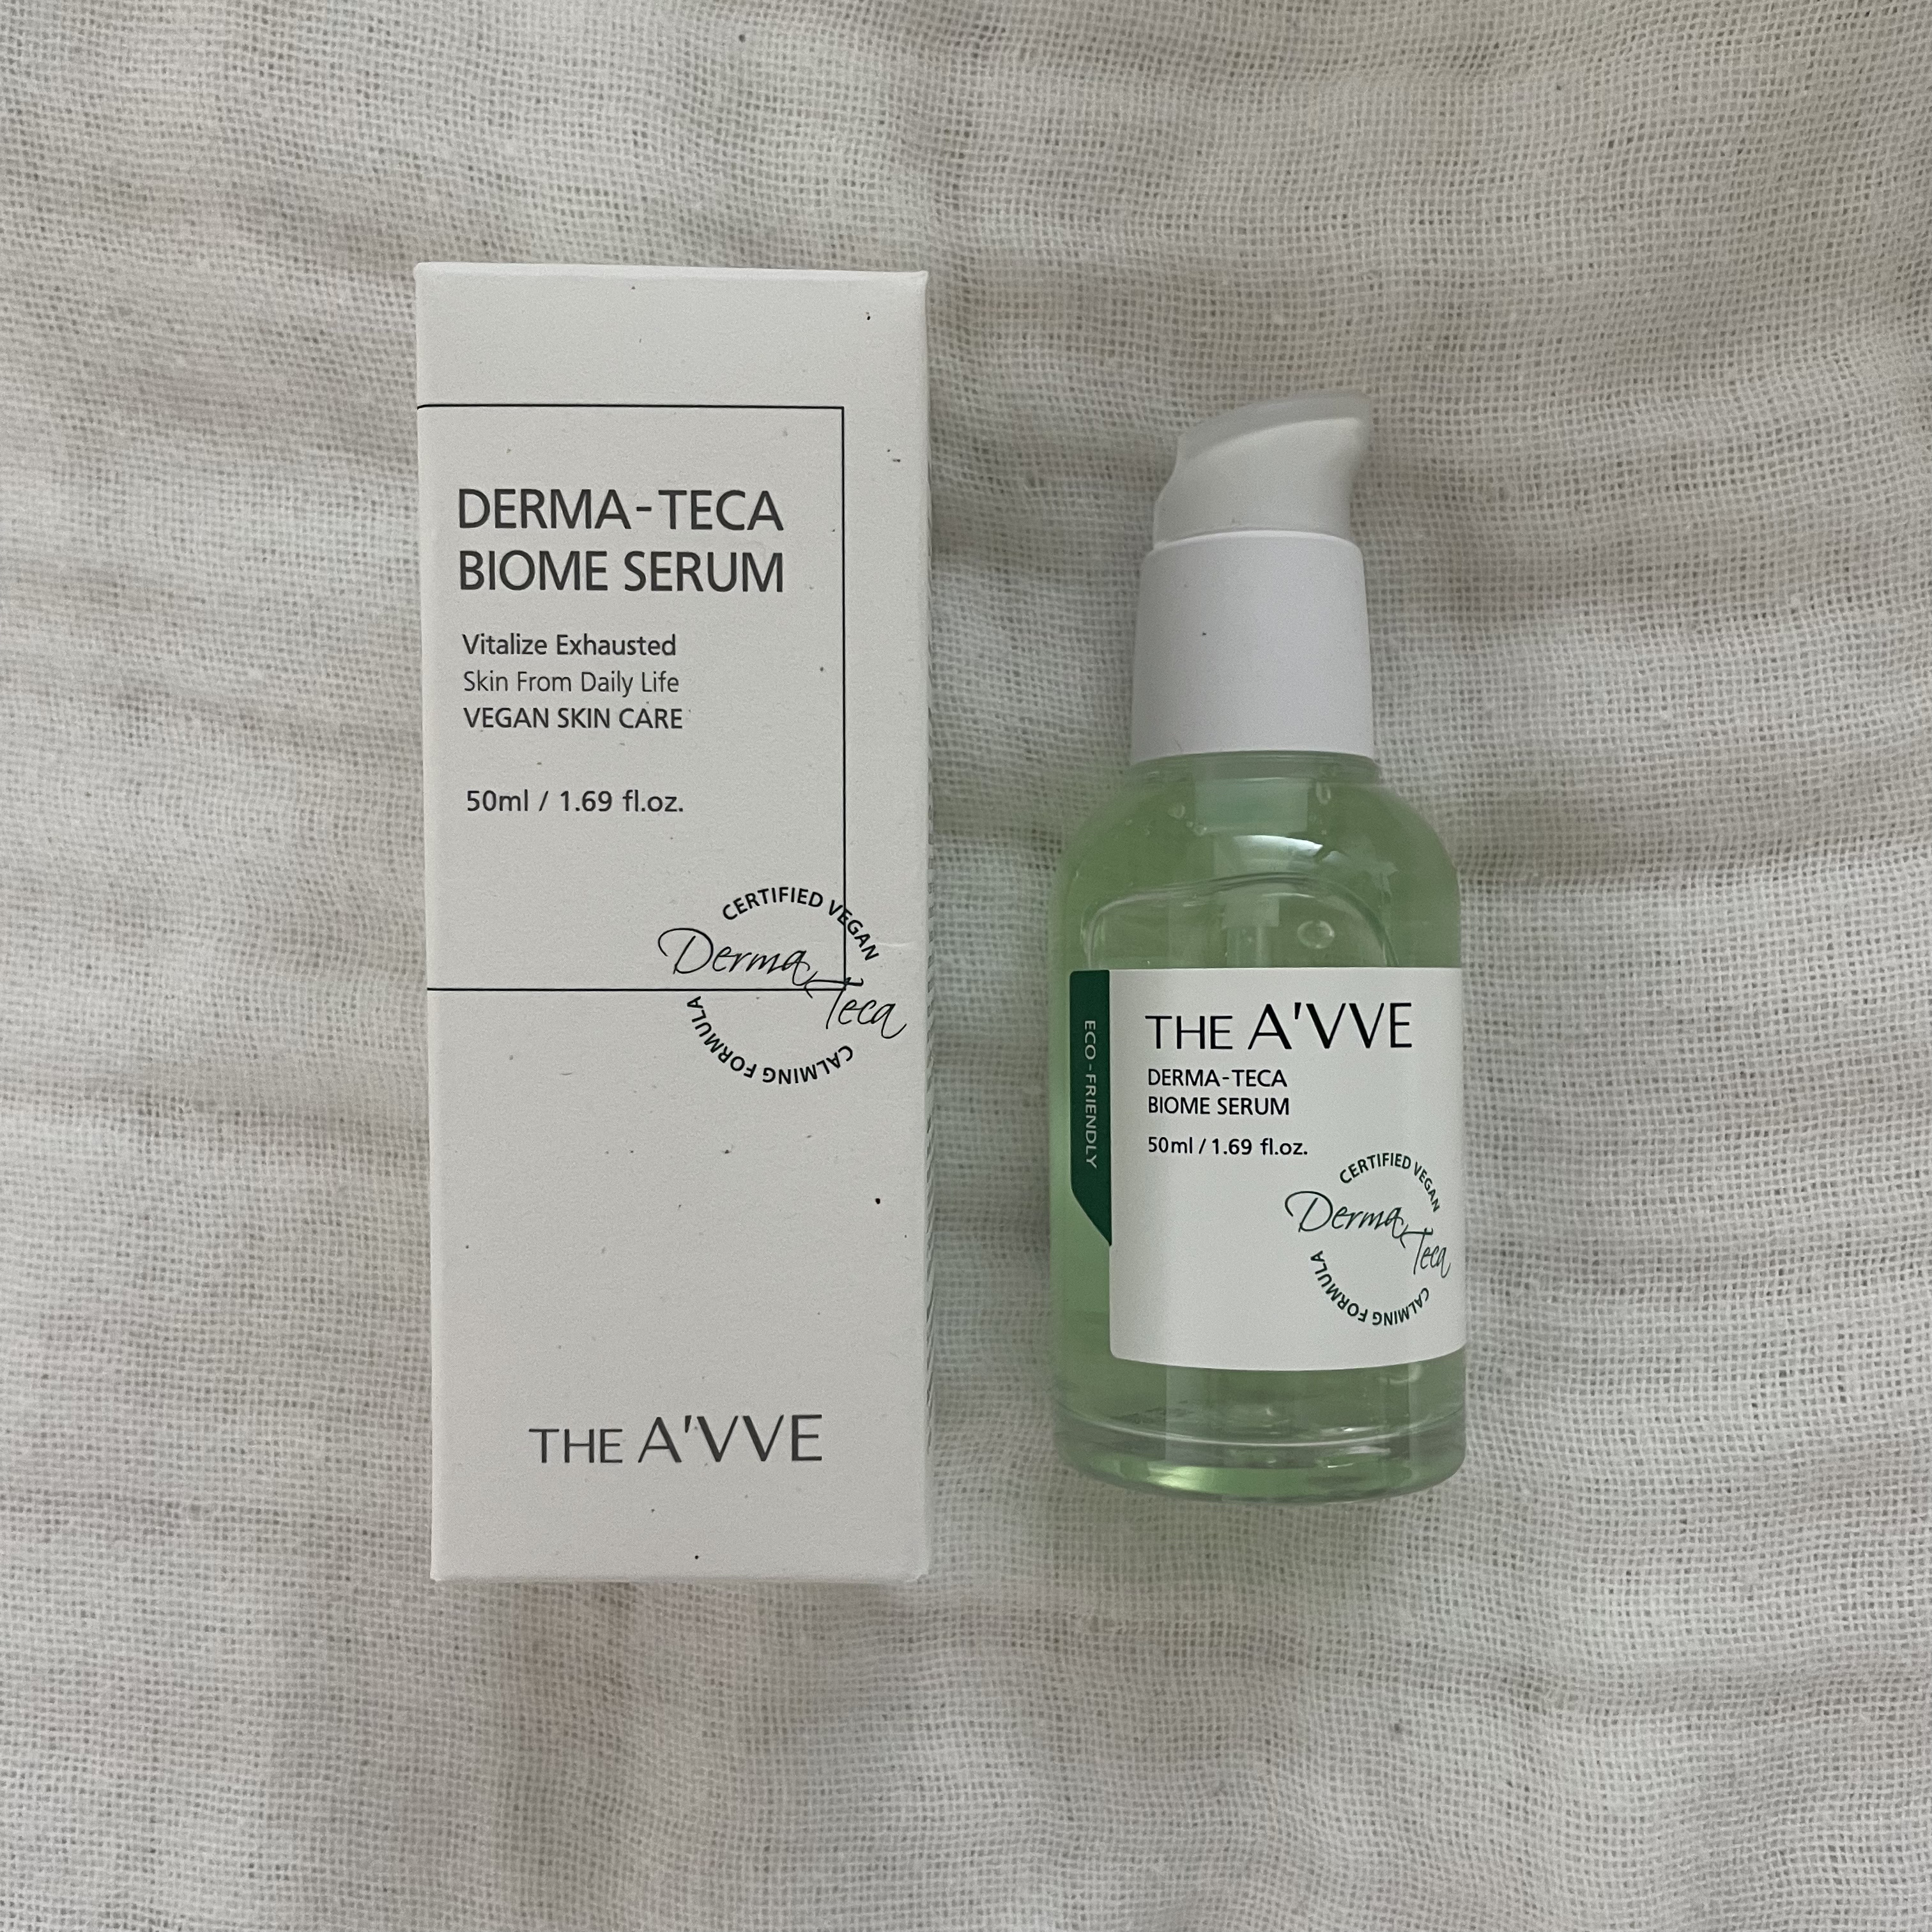 DERMA-TECA
BIOME SERUM
Vitalize Exhausted
Skin From Daily Life
VEGAN SKIN CARE
50ml / 1.69 fl.oz.
CERTIFIED VEGAN
Derma
Teca
CALMING FORMULA
THE A'VVE
ECO-FRIENDLY
THE A'VVE
DERMA-TECA
BIOME SERUM
50ml / 1.69 fl.oz.
CERTIFIED VEGAN
Derma
Teca
CALMING FORMULA